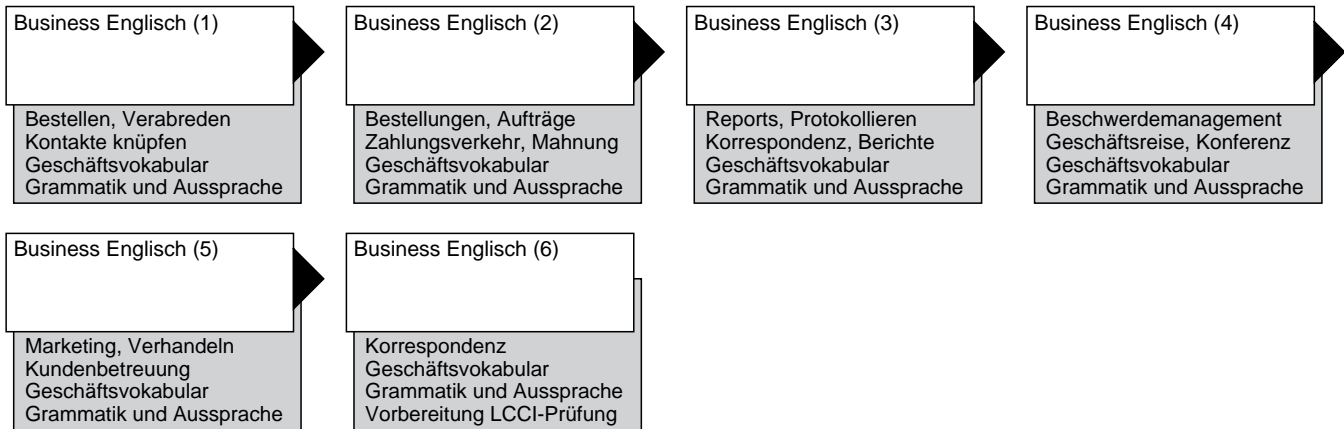 Business Englisch (1)
Bestellen, Verabreden
Kontakte knüpfen
Geschäftsvokabular
Grammatik und Aussprache
Business Englisch (2)
Bestellungen, Aufträge
Zahlungsverkehr, Mahnung
Geschäftsvokabular
Grammatik und Aussprache
Business Englisch (3)
Reports, Protokollieren
Korrespondenz, Berichte
Geschäftsvokabular
Grammatik und Aussprache
Business Englisch (4)
Beschwerdemanagement
Geschäftsreise, Konferenz
Geschäftsvokabular
Grammatik und Aussprache
Business Englisch (5)
Marketing, Verhandeln
Kundenbetreuung
Geschäftsvokabular
Grammatik und Aussprache
Business Englisch (6)
Korrespondenz
Geschäftsvokabular
Grammatik und Aussprache
Vorbereitung LCCI-Prüfung